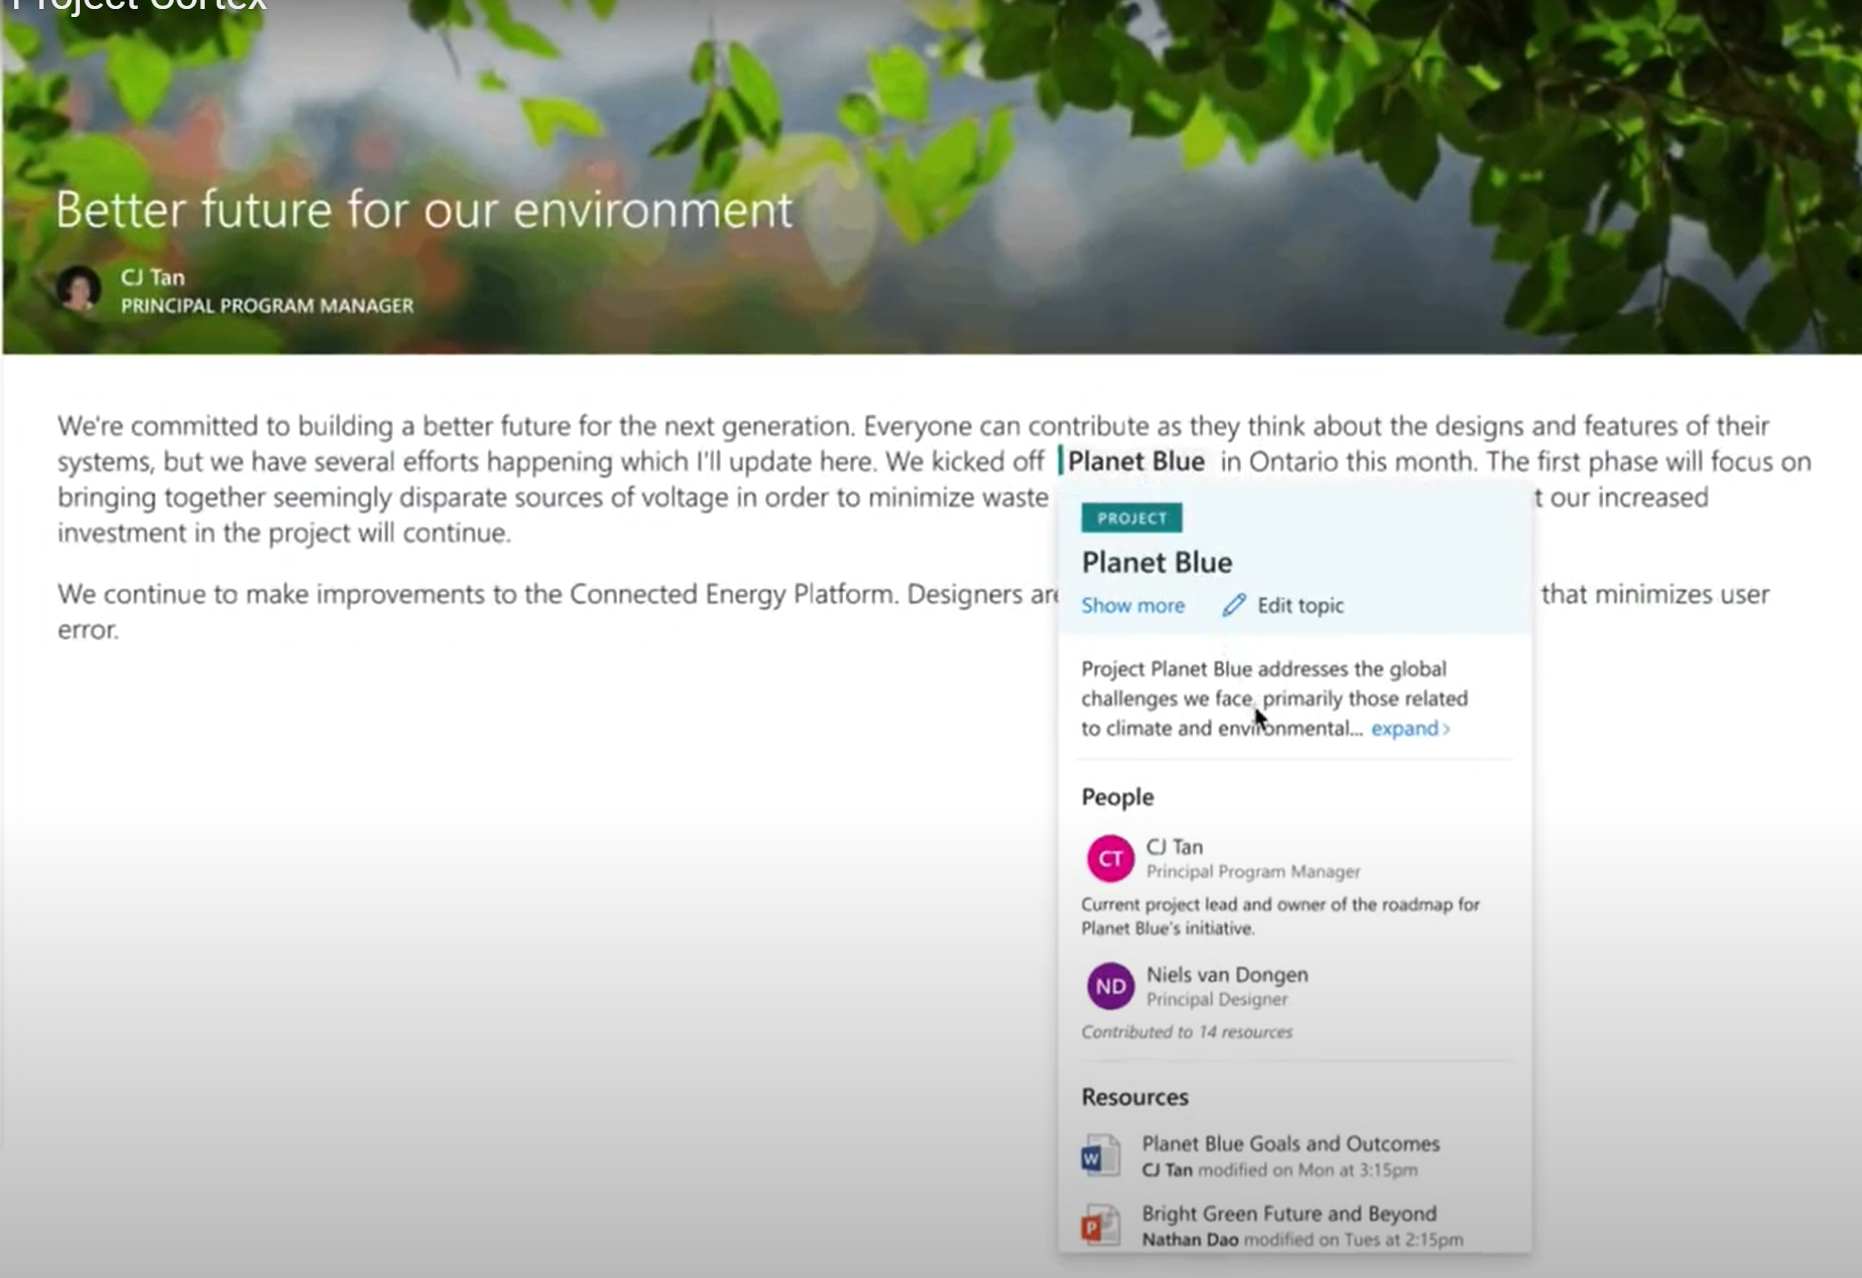 Project Cortex
Better future for our environment
CJ Tan
PRINCIPAL PROGRAM MANAGER
We're committed to building a better future for the next generation. Everyone can contribute as they think about the designs and features of their
systems, but we have several efforts happening which I'll update here. We kicked off Planet Blue in Ontario this month. The first phase will focus on
bringing together seemingly disparate sources of voltage in order to minimize waste t our increased
investment in the project will continue.
We continue to make improvements to the Connected Energy Platform. Designers are that minimizes user
error.
PROJECT
Planet Blue
Show more Edit topic
Project Planet Blue addresses the global
challenges we face, primarily those related
to climate and environmental... expand >
People
CT CJ Tan
Principal Program Manager
Current project lead and owner of the roadmap for
Planet Blue's initiative.
ND Niels van Dongen
Principal Designer
Contributed to 14 resources
Resources
W Planet Blue Goals and Outcomes
CJ Tan modified on Mon at 3:15pm
P Bright Green Future and Beyond
Nathan Dao modified on Tues at 2:15pm